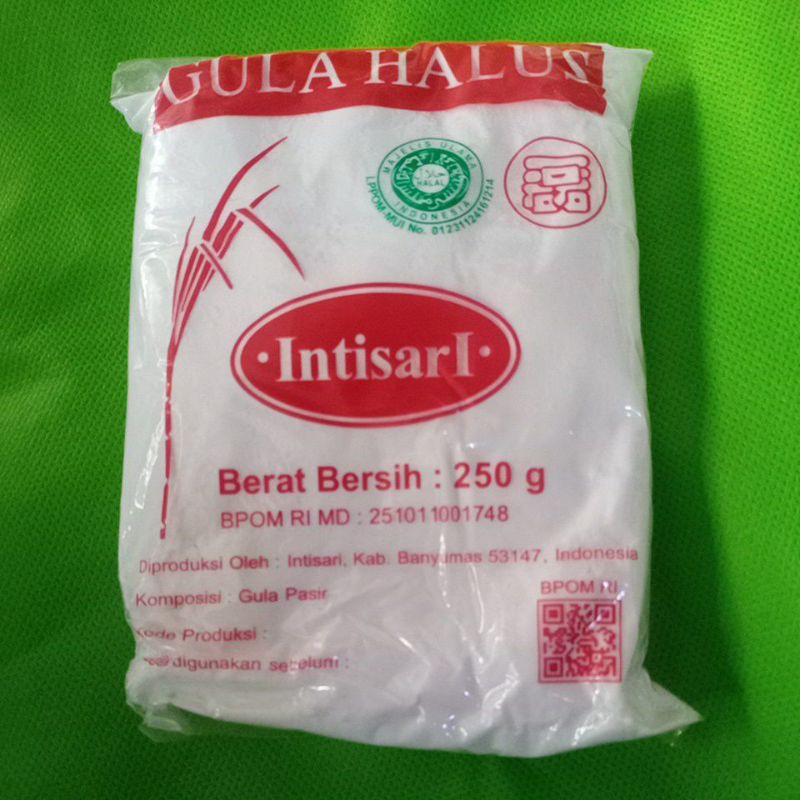 GULA HALUS
MAJELIS ULAMA
حلال
HALAL
INDONESIA
LPPOM-MUI No. 01231124161214
·IntisarI·
Berat Bersih : 250 g
BPOM RI MD : 251011001748
Diproduksi Oleh : Intisari, Kab. Banyumas 53147, Indonesia
Komposisi : Gula Pasir
BPOM RI
Kode Produksi :
digunakan sebelum :